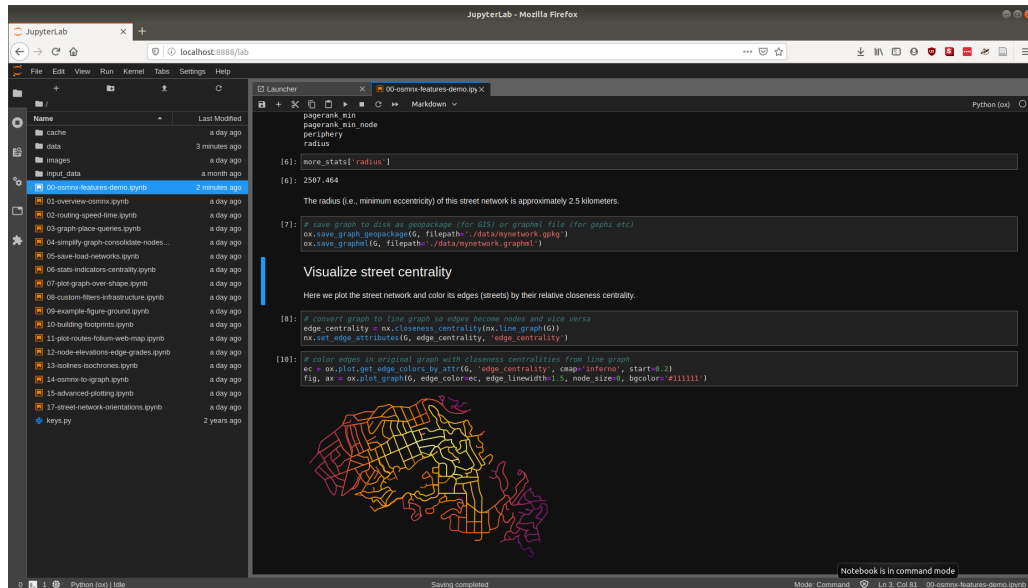 JupyterLab - Mozilla Firefox
JupyterLab
localhost:8888/lab
File Edit View Run Kernel Tabs Settings Help
Launcher
00-osmnx-features-demo.ipy
Markdown
Python (ox)
/
Name Last Modified
cache a day ago
data 3 minutes ago
images a day ago
input_data a month ago
00-osmnx-features-demo.ipynb 2 minutes ago
01-overview-osmnx.ipynb a day ago
02-routing-speed-time.ipynb a day ago
03-graph-place-queries.ipynb a day ago
04-simplify-graph-consolidate-nodes... a day ago
05-save-load-networks.ipynb a day ago
06-stats-indicators-centrality.ipynb a day ago
07-plot-graph-over-shape.ipynb a day ago
08-custom-filters-infrastructure.ipynb a day ago
09-example-figure-ground.ipynb a day ago
10-building-footprints.ipynb a day ago
11-plot-routes-folium-web-map.ipynb a day ago
12-node-elevations-edge-grades.ipynb a day ago
13-isolines-isochrones.ipynb a day ago
14-osmnx-to-igraph.ipynb a day ago
15-advanced-plotting.ipynb a day ago
17-street-network-orientations.ipynb a day ago
keys.py 2 years ago
pagerank_min
pagerank_min_node
periphery
radius
[6]: more_stats['radius']
[6]: 2507.464
The radius (i.e., minimum eccentricity) of this street network is approximately 2.5 kilometers.
[7]: # save graph to disk as geopackage (for GIS) or graphml file (for gephi etc)
ox.save_graph_geopackage(G, filepath='./data/mynetwork.gpkg')
ox.save_graphml(G, filepath='./data/mynetwork.graphml')
Visualize street centrality
Here we plot the street network and color its edges (streets) by their relative closeness centrality.
[8]: # convert graph to line graph so edges become nodes and vice versa
edge_centrality = nx.closeness_centrality(nx.line_graph(G))
nx.set_edge_attributes(G, edge_centrality, 'edge_centrality')
[10]: # color edges in original graph with closeness centralities from line graph
ec = ox.plot.get_edge_colors_by_attr(G, 'edge_centrality', cmap='inferno', start=0.2)
fig, ax = ox.plot_graph(G, edge_color=ec, edge_linewidth=1.5, node_size=0, bgcolor='#111111')
Notebook is in command mode
0 1 Python (ox) | Idle
Saving completed
Mode: Command Ln 3, Col 81 00-osmnx-features-demo.ipynb